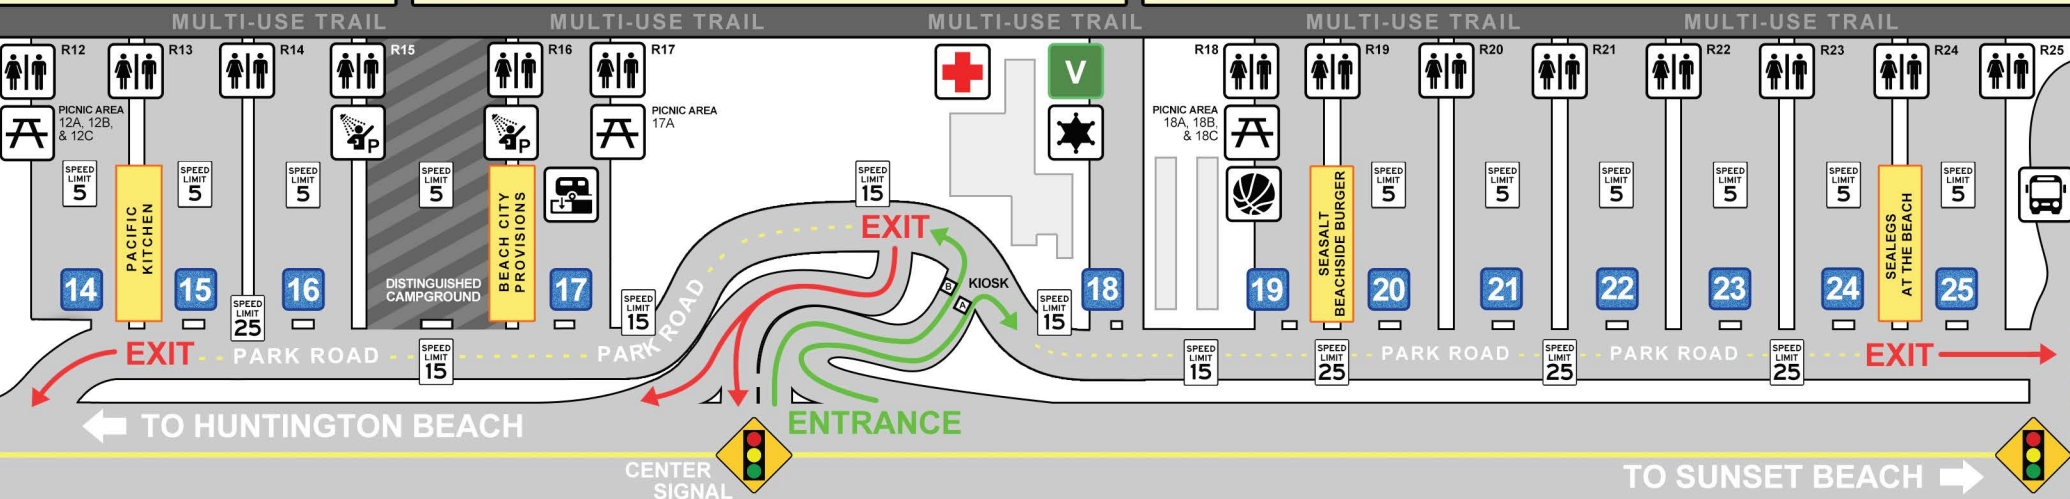 MULTI-USE TRAIL
MULTI-USE TRAIL
MULTI-USE TRAIL
MULTI-USE TRAIL
MULTI-USE TRAIL
R12
R13
R14
R15
R16
R17
R18
R19
R20
R21
R22
R23
R24
R25
V
PICNIC AREA
12A, 12B,
& 12C
P
P
PICNIC AREA
17A
PICNIC AREA
18A, 18B,
& 18C
SPEED
LIMIT
5
PACIFIC
KITCHEN
SPEED
LIMIT
5
SPEED
LIMIT
5
SPEED
LIMIT
5
BEACH CITY
PROVISIONS
SPEED
LIMIT
15
SEASALT
BEACHSIDE BURGER
SPEED
LIMIT
5
SPEED
LIMIT
5
SPEED
LIMIT
5
SPEED
LIMIT
5
SPEED
LIMIT
5
SEALEGS
AT THE BEACH
SPEED
LIMIT
5
EXIT
14
15
16
DISTINGUISHED
CAMPGROUND
17
B
A
KIOSK
18
19
20
21
22
23
24
25
SPEED
LIMIT
25
SPEED
LIMIT
15
SPEED
LIMIT
15
EXIT
PARK ROAD
SPEED
LIMIT
15
PARK ROAD
SPEED
LIMIT
15
SPEED
LIMIT
25
PARK ROAD
SPEED
LIMIT
25
PARK ROAD
SPEED
LIMIT
25
EXIT
TO HUNTINGTON BEACH
ENTRANCE
CENTER
SIGNAL
TO SUNSET BEACH